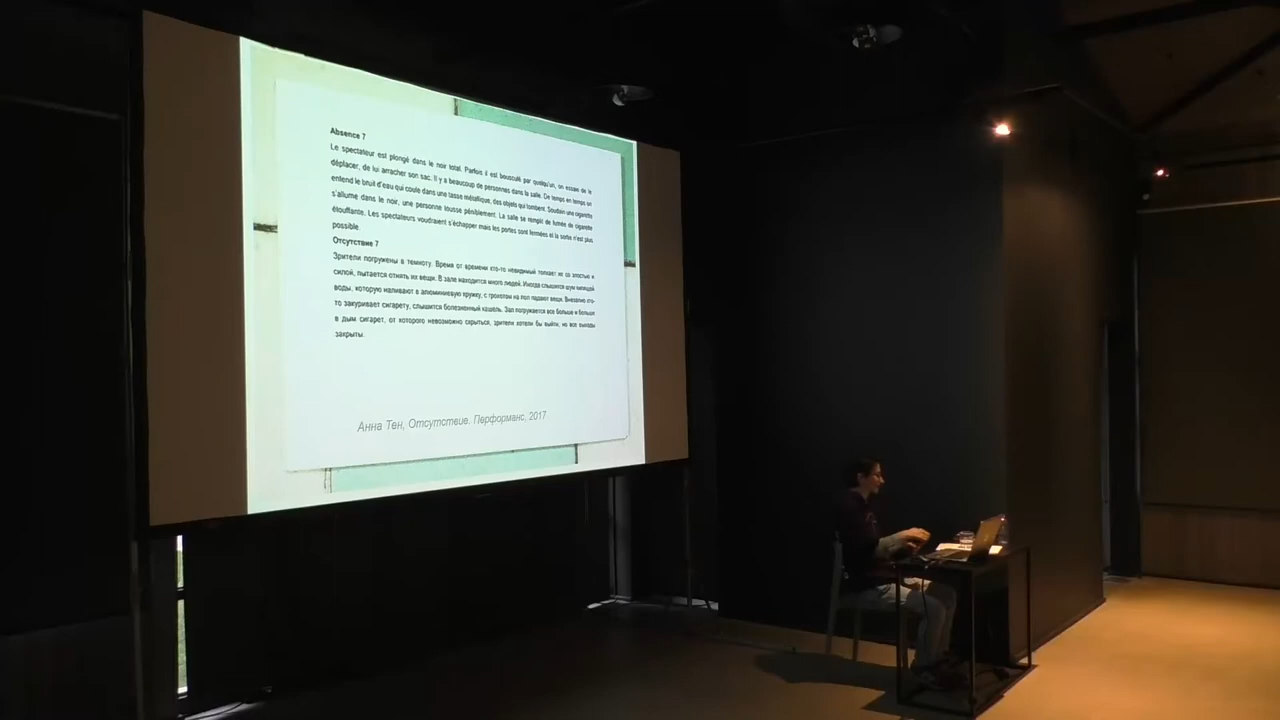 Absence 7
Le spectateur est plongé dans le noir total. Parfois il est bousculé par quelqu'un, on essaie de le
déplacer, de lui arracher son sac. Il y a beaucoup de personnes dans la salle. De temps en temps on
entend le bruit d'eau qui coule dans une tasse métallique, des objets qui tombent. Soudain une cigarette
s'allume dans le noir, une personne tousse péniblement. La salle se remplit de fumée de cigarette
étouffante. Les spectateurs voudraient s'échapper mais les portes sont fermées et la sortie n'est plus
possible.
Отсутствие 7
Зрители погружены в темноту. Время от времени кто-то невидимый толкает их со злостью и
силой, пытается отнять их вещи. В зале находится много людей. Иногда слышится шум кипящей
воды, которую наливают в алюминиевую кружку, с грохотом на пол падают вещи. Внезапно кто-
то закуривает сигарету, слышится болезненный кашель. Зал погружается все больше и больше
в дым сигарет, от которого невозможно скрыться, зрители хотели бы выйти, но все выходы
закрыты.
Анна Тен, Отсутствие. Перформанс, 2017